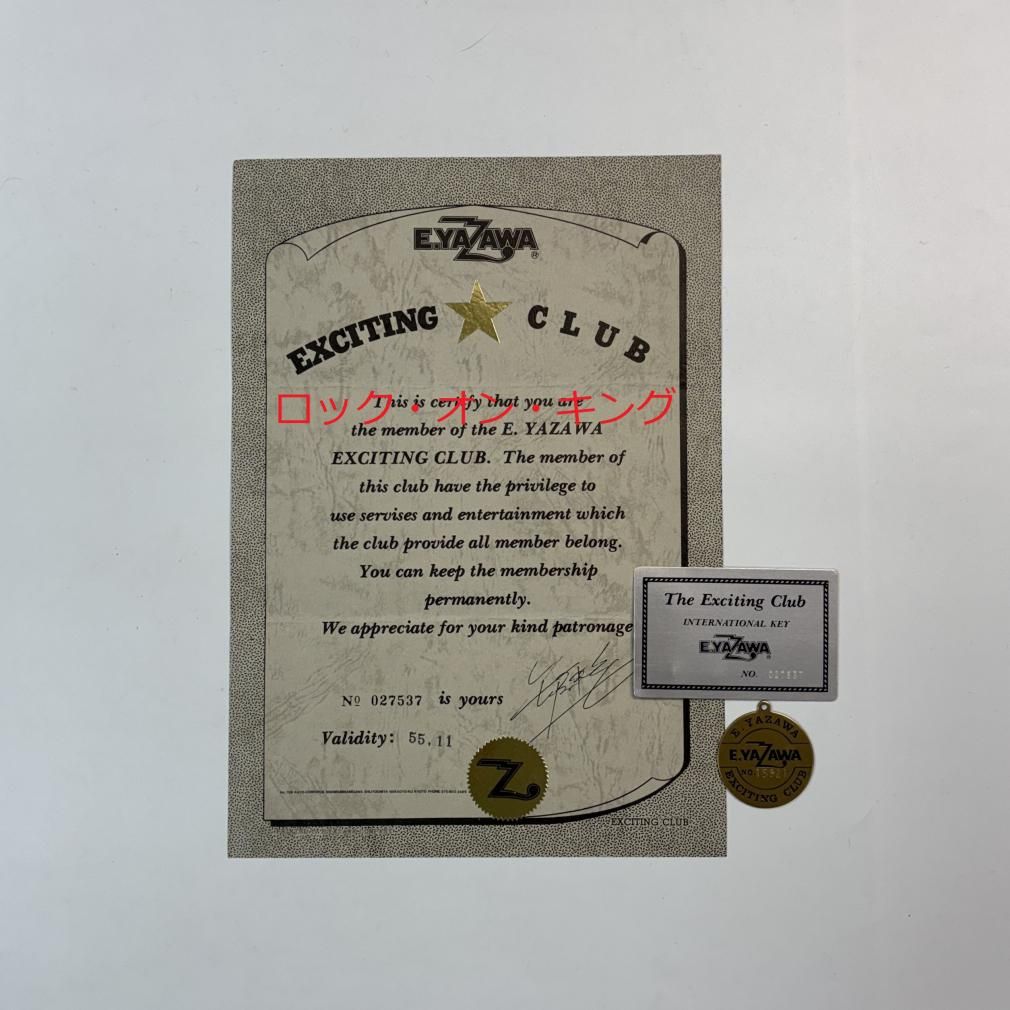 E.YAZAWA
®
EXCITING CLUB
ロック・オン・キング
This is certify that you are
the member of the E. YAZAWA
EXCITING CLUB. The member of
this club have the privilege to
use servises and entertainment which
the club provide all member belong.
You can keep the membership
permanently.
We appreciate for your kind patronage
№ 027537 is yours
Validity: 55,11
Z
EXCITING CLUB
The Exciting Club
INTERNATIONAL KEY
E.YAZAWA
NO. 027537
E. YAZAWA
E.YAZAWA
NO.
EXCITING CLUB